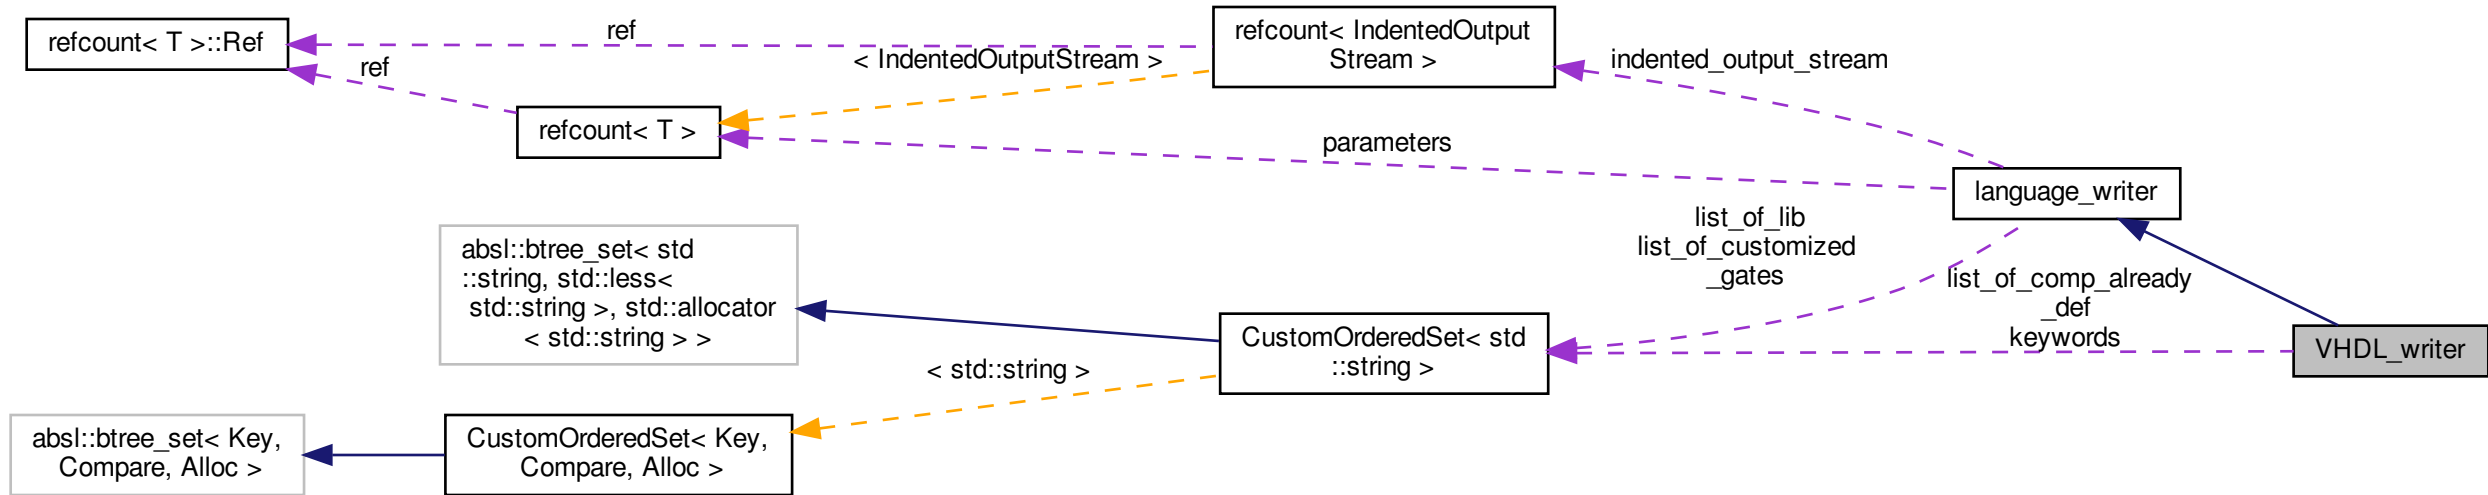 refcount< T >::Ref
ref
ref
refcount< IndentedOutput
Stream >
< IndentedOutputStream >
indented_output_stream
refcount< T >
parameters
language_writer
absl::btree_set< std
::string, std::less<
std::string >, std::allocator
< std::string > >
list_of_lib
list_of_customized
_gates
list_of_comp_already
_def
keywords
CustomOrderedSet< std
::string >
VHDL_writer
< std::string >
absl::btree_set< Key,
Compare, Alloc >
CustomOrderedSet< Key,
Compare, Alloc >